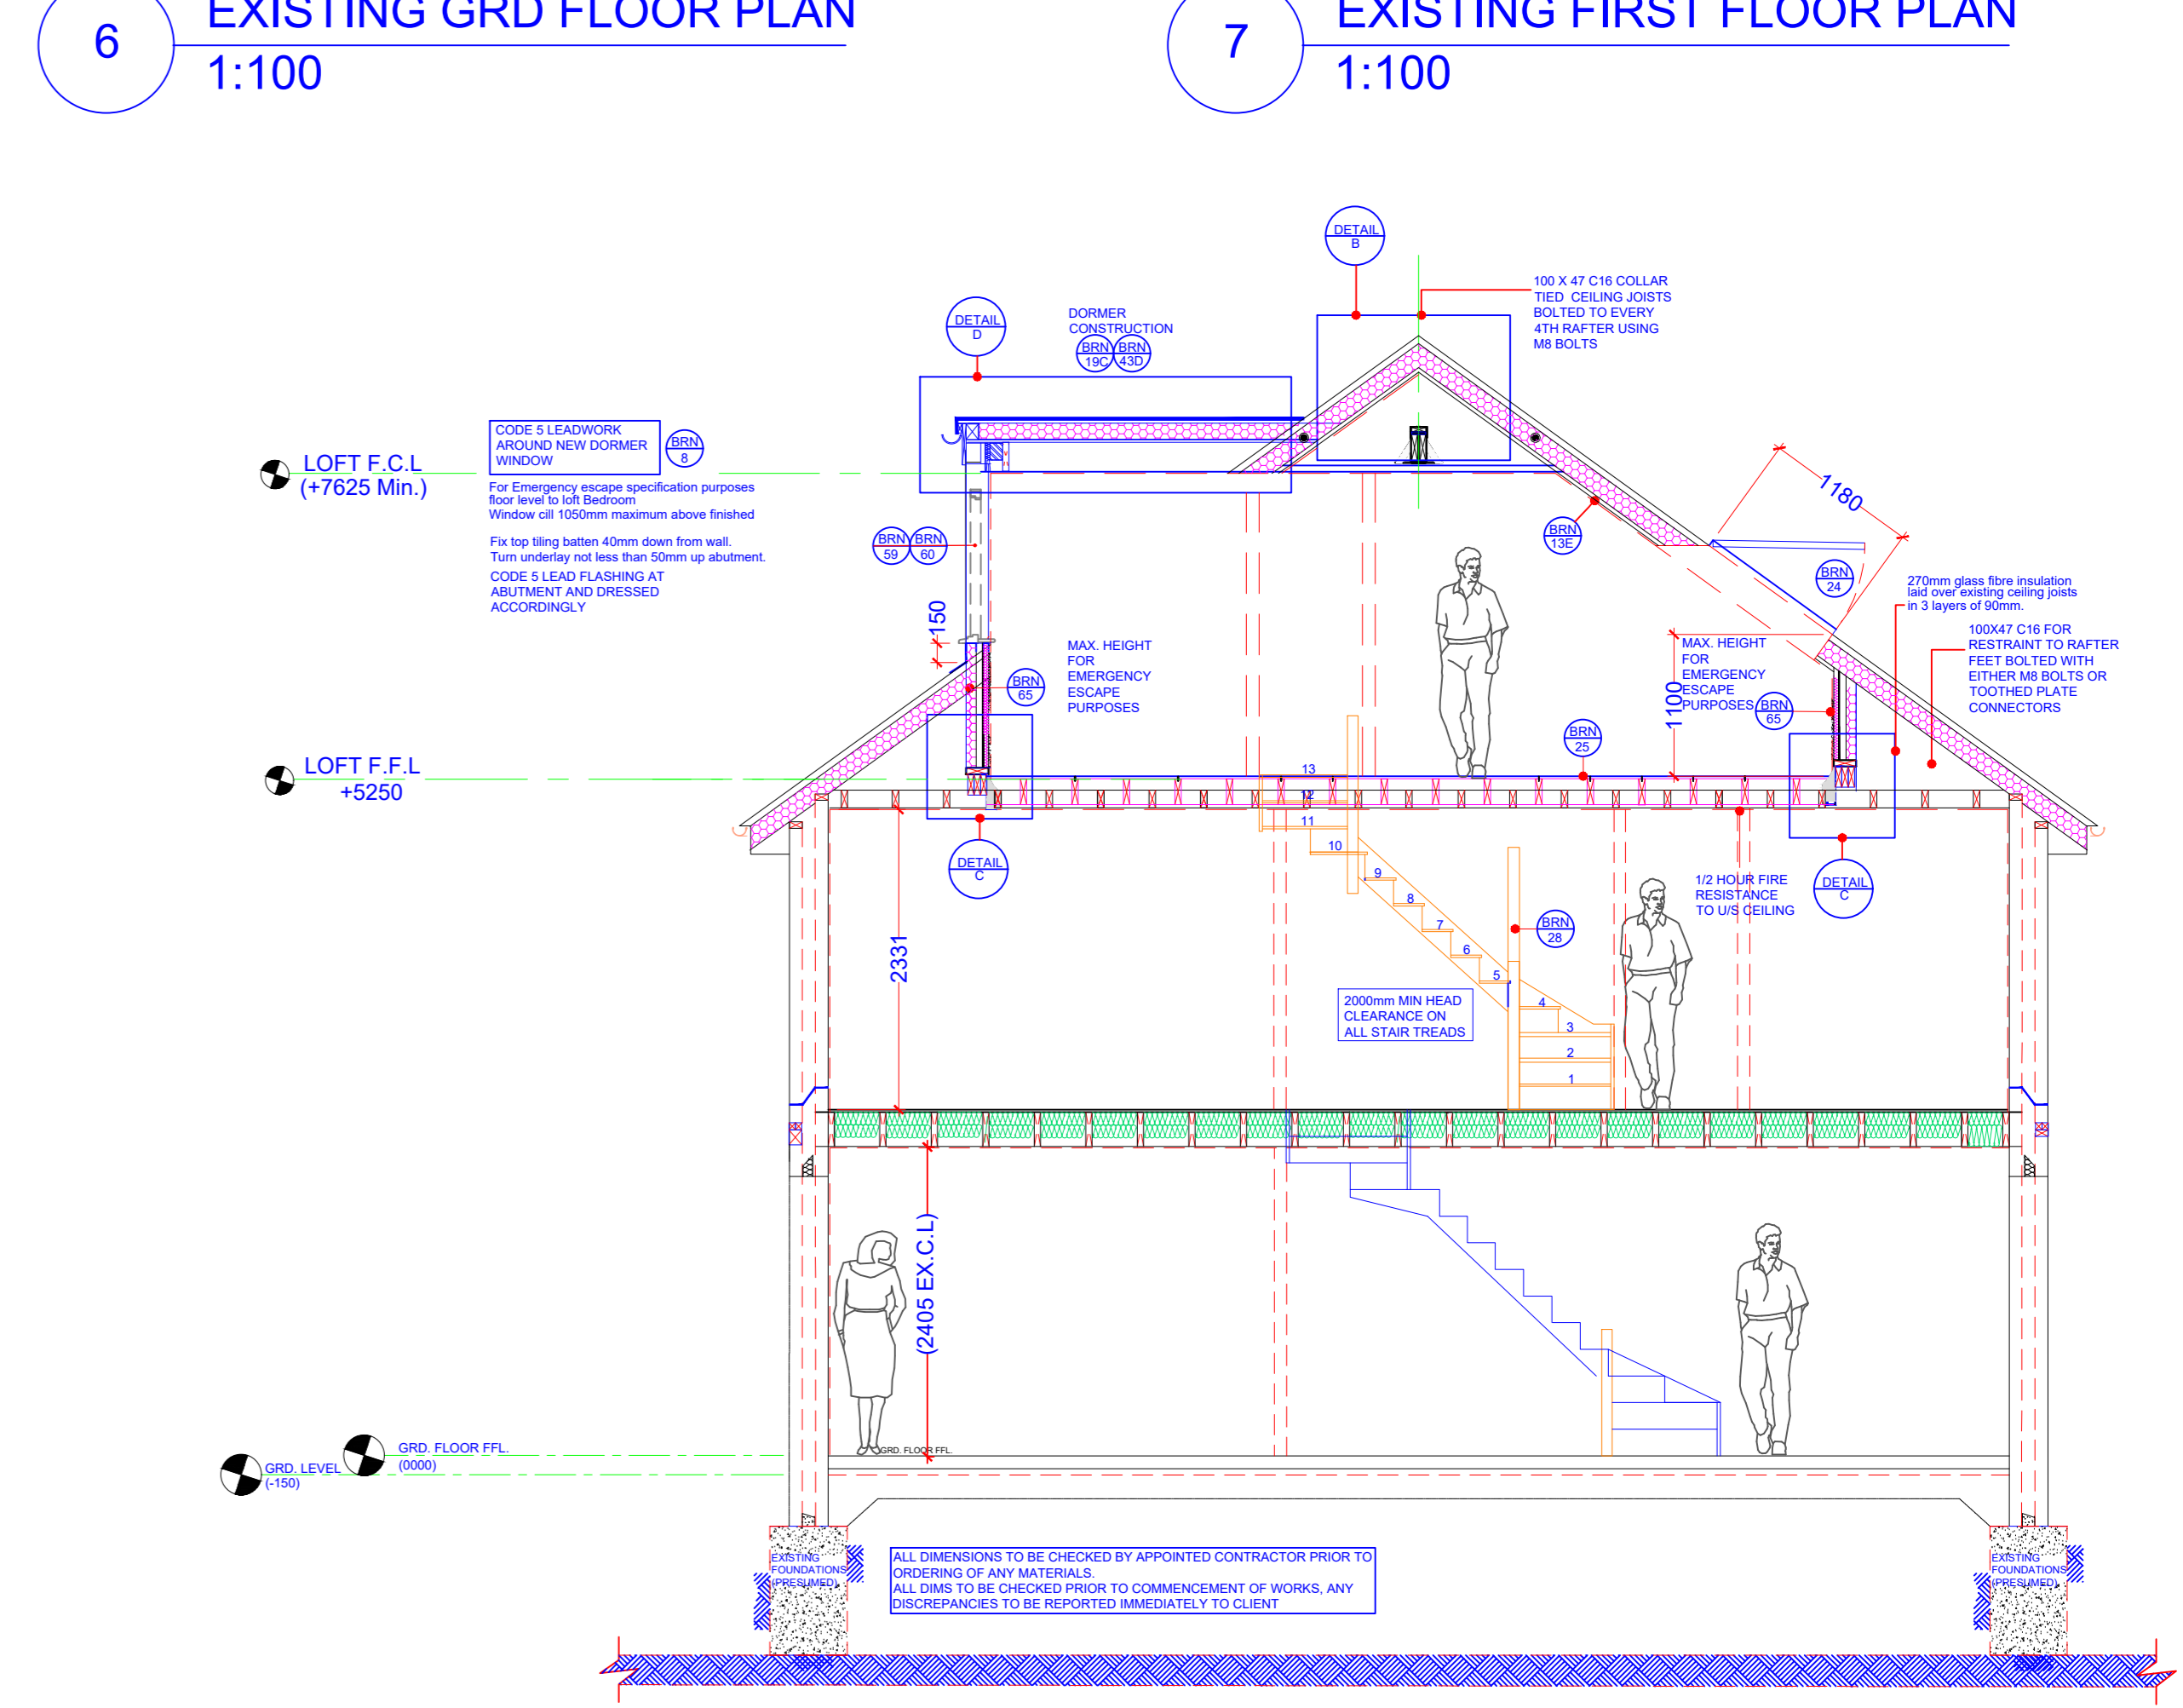 6
EXISTING GRD FLOOR PLAN
1:100
7
EXISTING FIRST FLOOR PLAN
1:100
DETAIL
B
100 X 47 C16 COLLAR
TIED CEILING JOISTS
BOLTED TO EVERY
4TH RAFTER USING
M8 BOLTS
DETAIL
D
DORMER
CONSTRUCTION
BRN
19C
BRN
43D
CODE 5 LEADWORK
AROUND NEW DORMER
WINDOW
BRN
8
LOFT F.C.L
(+7625 Min.)
For Emergency escape specification purposes
floor level to loft Bedroom
Window cill 1050mm maximum above finished
Fix top tiling batten 40mm down from wall.
Turn underlay not less than 50mm up abutment.
CODE 5 LEAD FLASHING AT
ABUTMENT AND DRESSED
ACCORDINGLY
BRN
59
BRN
60
BRN
13E
1180
BRN
24
270mm glass fibre insulation
laid over existing ceiling joists
in 3 layers of 90mm.
100X47 C16 FOR
RESTRAINT TO RAFTER
FEET BOLTED WITH
EITHER M8 BOLTS OR
TOOTHED PLATE
CONNECTORS
150
MAX. HEIGHT
FOR
EMERGENCY
ESCAPE
PURPOSES
BRN
65
MAX. HEIGHT
FOR
EMERGENCY
ESCAPE
PURPOSES
1100
BRN
65
BRN
25
LOFT F.F.L
+5250
13
12
11
10
9
8
7
6
5
4
3
2
1
DETAIL
C
1/2 HOUR FIRE
RESISTANCE
TO U/S CEILING
DETAIL
C
BRN
28
2331
2000mm MIN HEAD
CLEARANCE ON
ALL STAIR TREADS
(2405 EX.C.L)
GRD. FLOOR FFL.
(0000)
GRD. FLOOR FFL.
GRD. LEVEL
(-150)
EXISTING
FOUNDATIONS
(PRESUMED)
ALL DIMENSIONS TO BE CHECKED BY APPOINTED CONTRACTOR PRIOR TO
ORDERING OF ANY MATERIALS.
ALL DIMS TO BE CHECKED PRIOR TO COMMENCEMENT OF WORKS, ANY
DISCREPANCIES TO BE REPORTED IMMEDIATELY TO CLIENT
EXISTING
FOUNDATIONS
(PRESUMED)